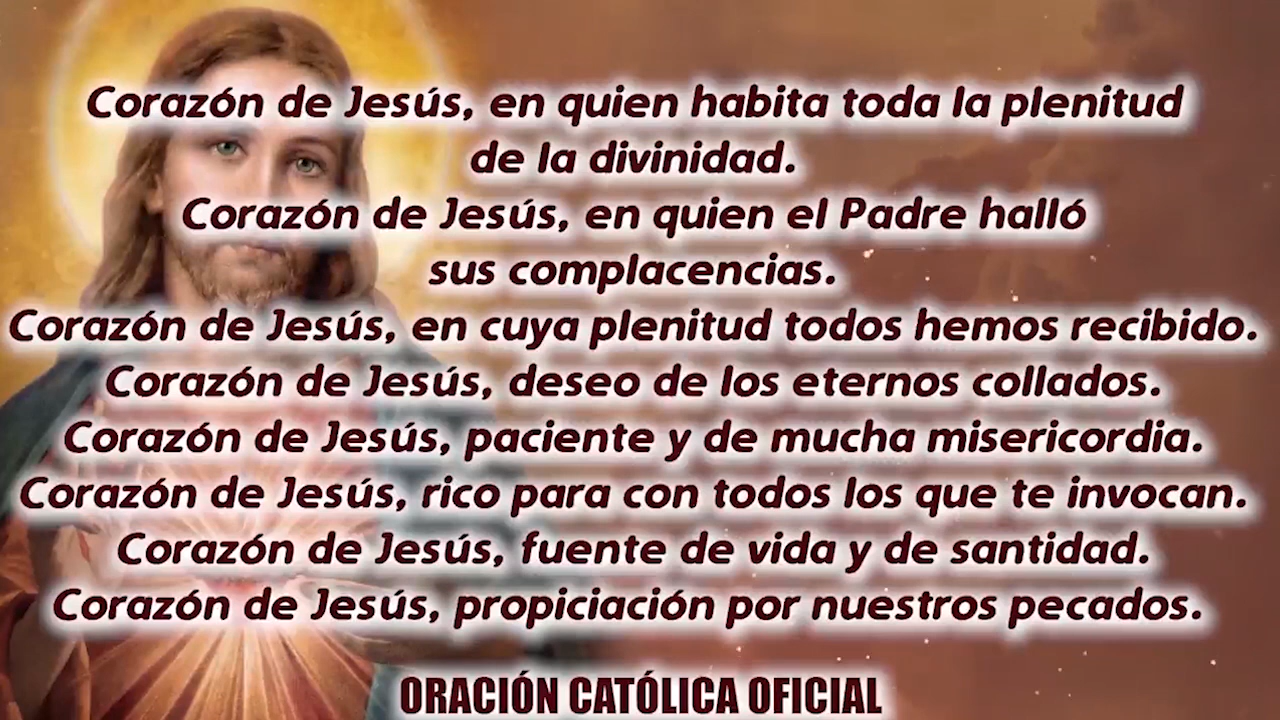 Corazón de Jesús, en quien habita toda la plenitud
de la divinidad.
Corazón de Jesús, en quien el Padre halló
sus complacencias.
Corazón de Jesús, en cuya plenitud todos hemos recibido.
Corazón de Jesús, deseo de los eternos collados.
Corazón de Jesús, paciente y de mucha misericordia.
Corazón de Jesús, rico para con todos los que te invocan.
Corazón de Jesús, fuente de vida y de santidad.
Corazón de Jesús, propiciación por nuestros pecados.
ORACIÓN CATÓLICA OFICIAL